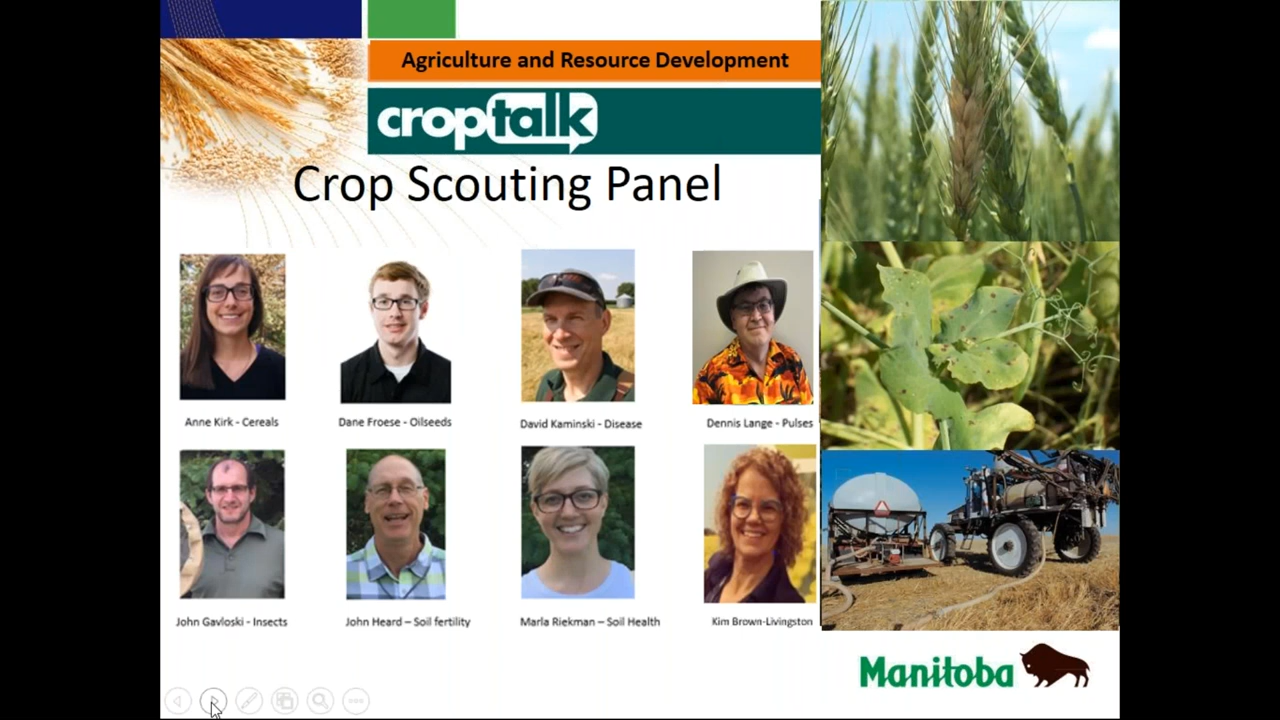 Agriculture and Resource Development
croptalk
Crop Scouting Panel
Anne Kirk - Cereals
Dane Froese - Oilseeds
David Kaminski - Disease
Dennis Lange - Pulses
John Gavloski - Insects
John Heard – Soil fertility
Marla Riekman – Soil Health
Kim Brown-Livingston
Manitoba